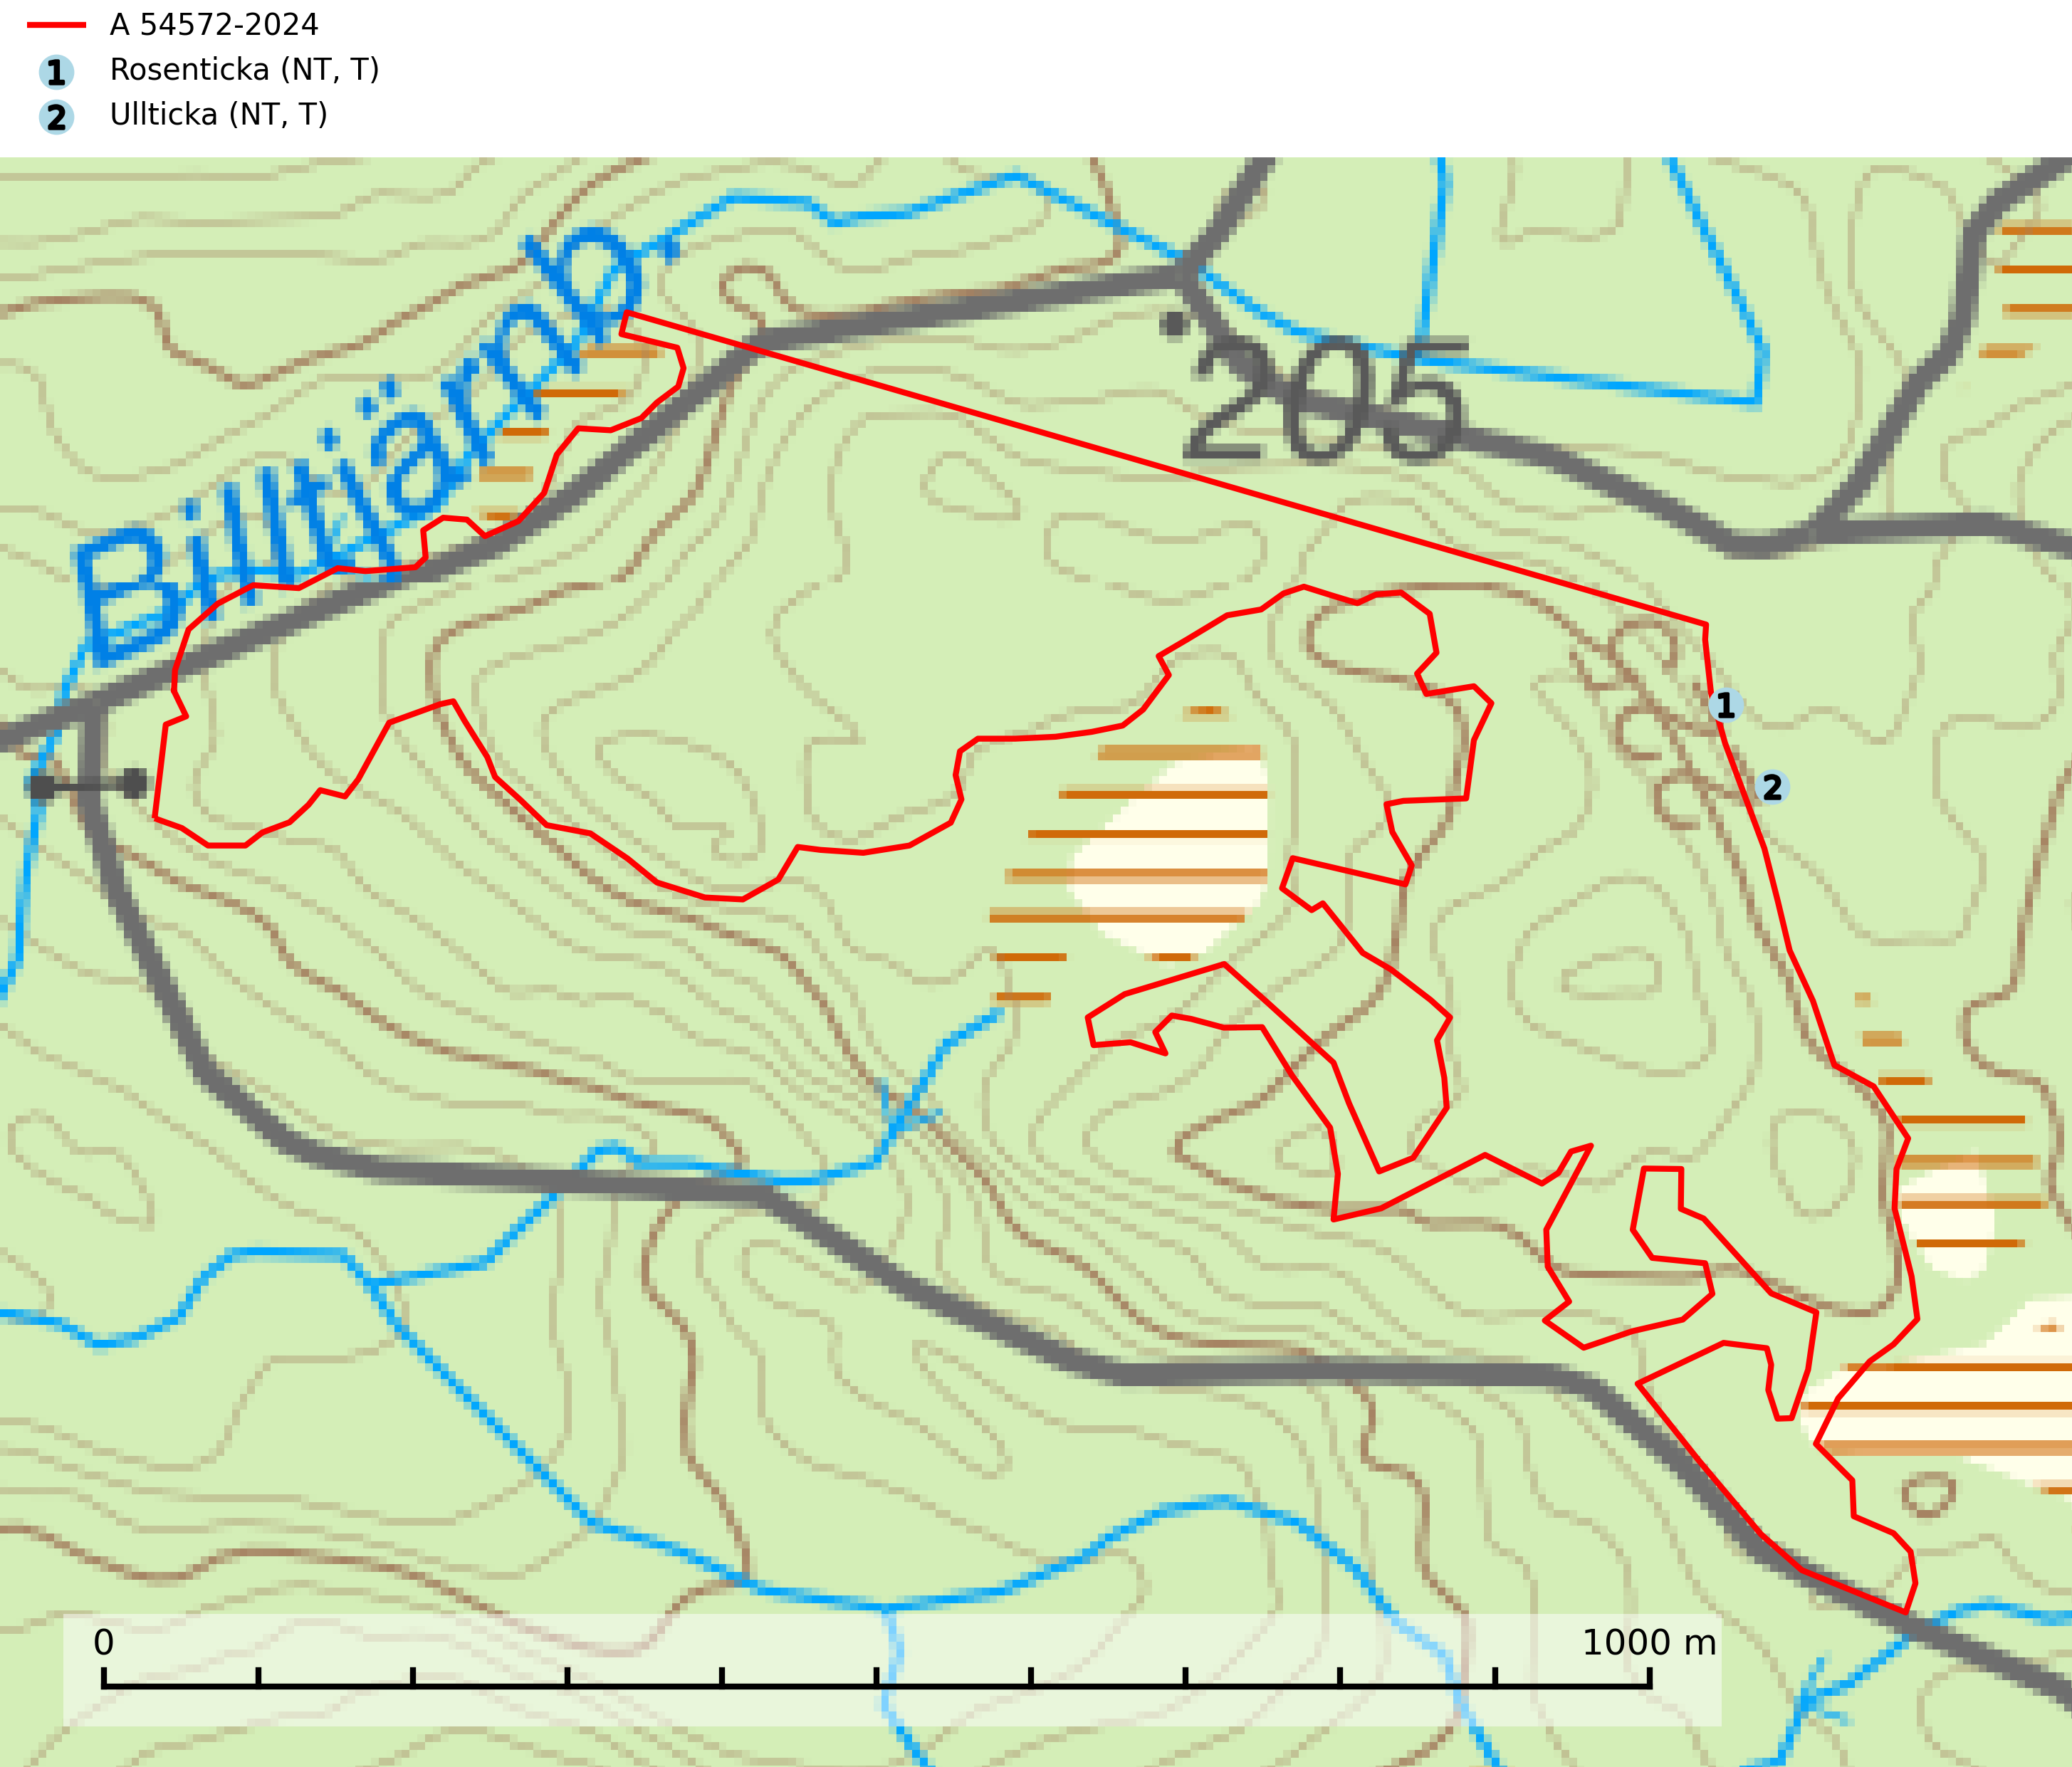 A 54572-2024
1 Rosenticka (NT, T)
2 Ullticka (NT, T)
Billtjärnb.
205
1
2
0 1000 m